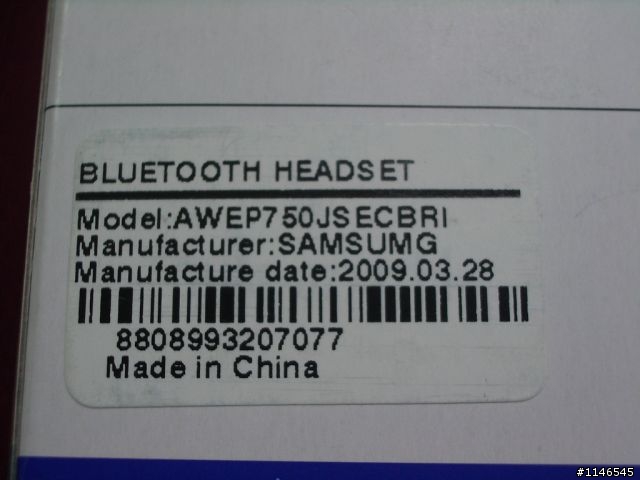 BLUETOOTH HEADSET
Model:AWEP750JSECBRI
Manufacturer:SAMSUMG
Manufacture date:2009.03.28
8808993207077
Made in China
#1146545